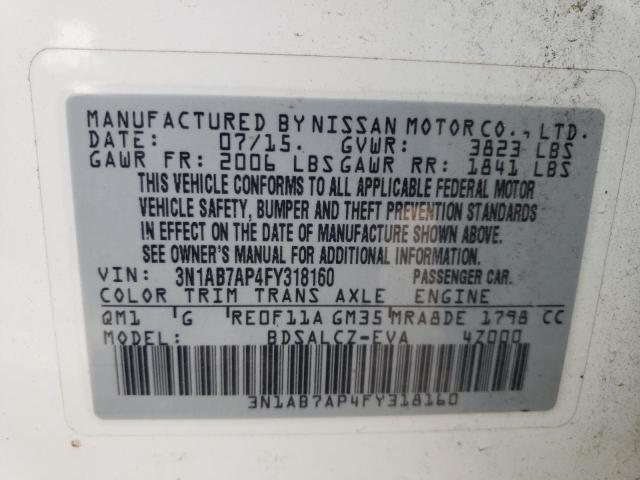 MANUFACTURED BY NISSAN MOTOR CO., LTD.
DATE: 07/15. GVWR: 3823 LBS
GAWR FR: 2006 LBS GAWR RR: 1841 LBS
THIS VEHICLE CONFORMS TO ALL APPLICABLE FEDERAL MOTOR
VEHICLE SAFETY, BUMPER AND THEFT PREVENTION STANDARDS
IN EFFECT ON THE DATE OF MANUFACTURE SHOWN ABOVE.
SEE OWNER'S MANUAL FOR ADDITIONAL INFORMATION.
VIN: 3N1AB7AP4FY318160 PASSENGER CAR.
COLOR TRIM TRANS AXLE ENGINE
QM1 G RE0F11A GM35 MRA8DE 1798 CC
MODEL: BDSALCZ-EVA 4Z000
3N1AB7AP4FY318160